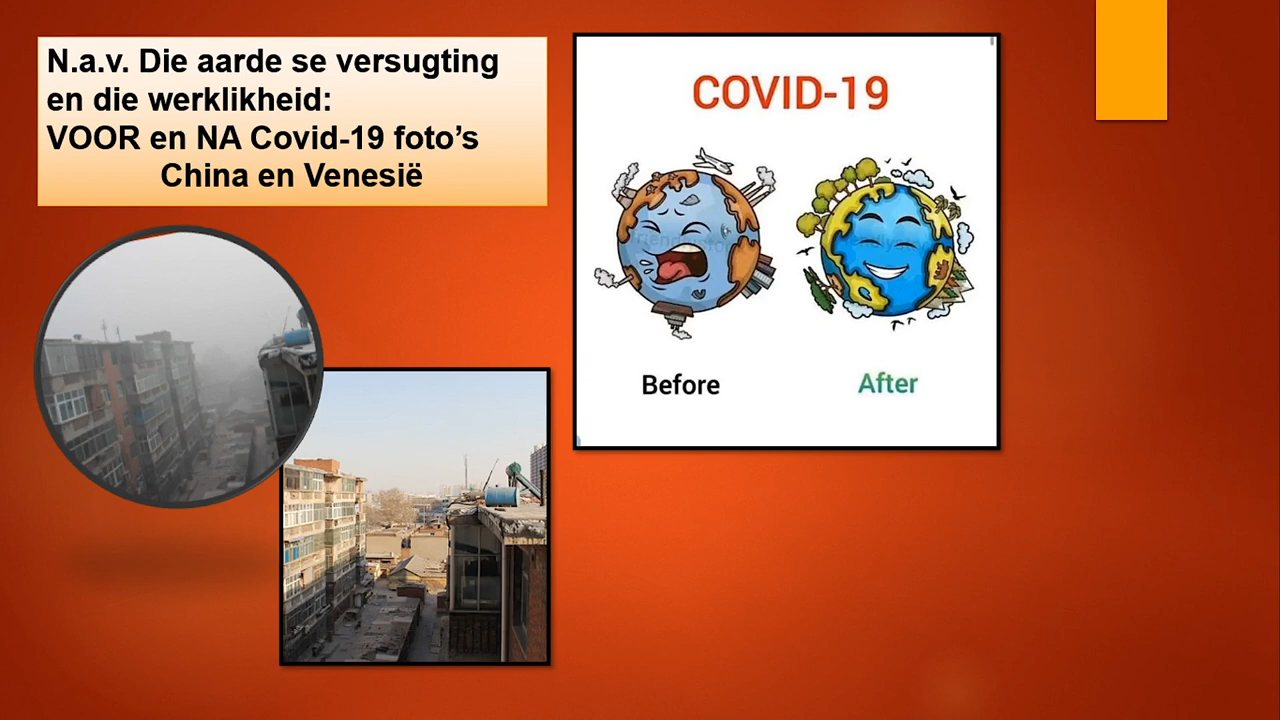 N.a.v. Die aarde se versugting
en die werklikheid:
VOOR en NA Covid-19 foto’s
China en Venesië
COVID-19
Before
After